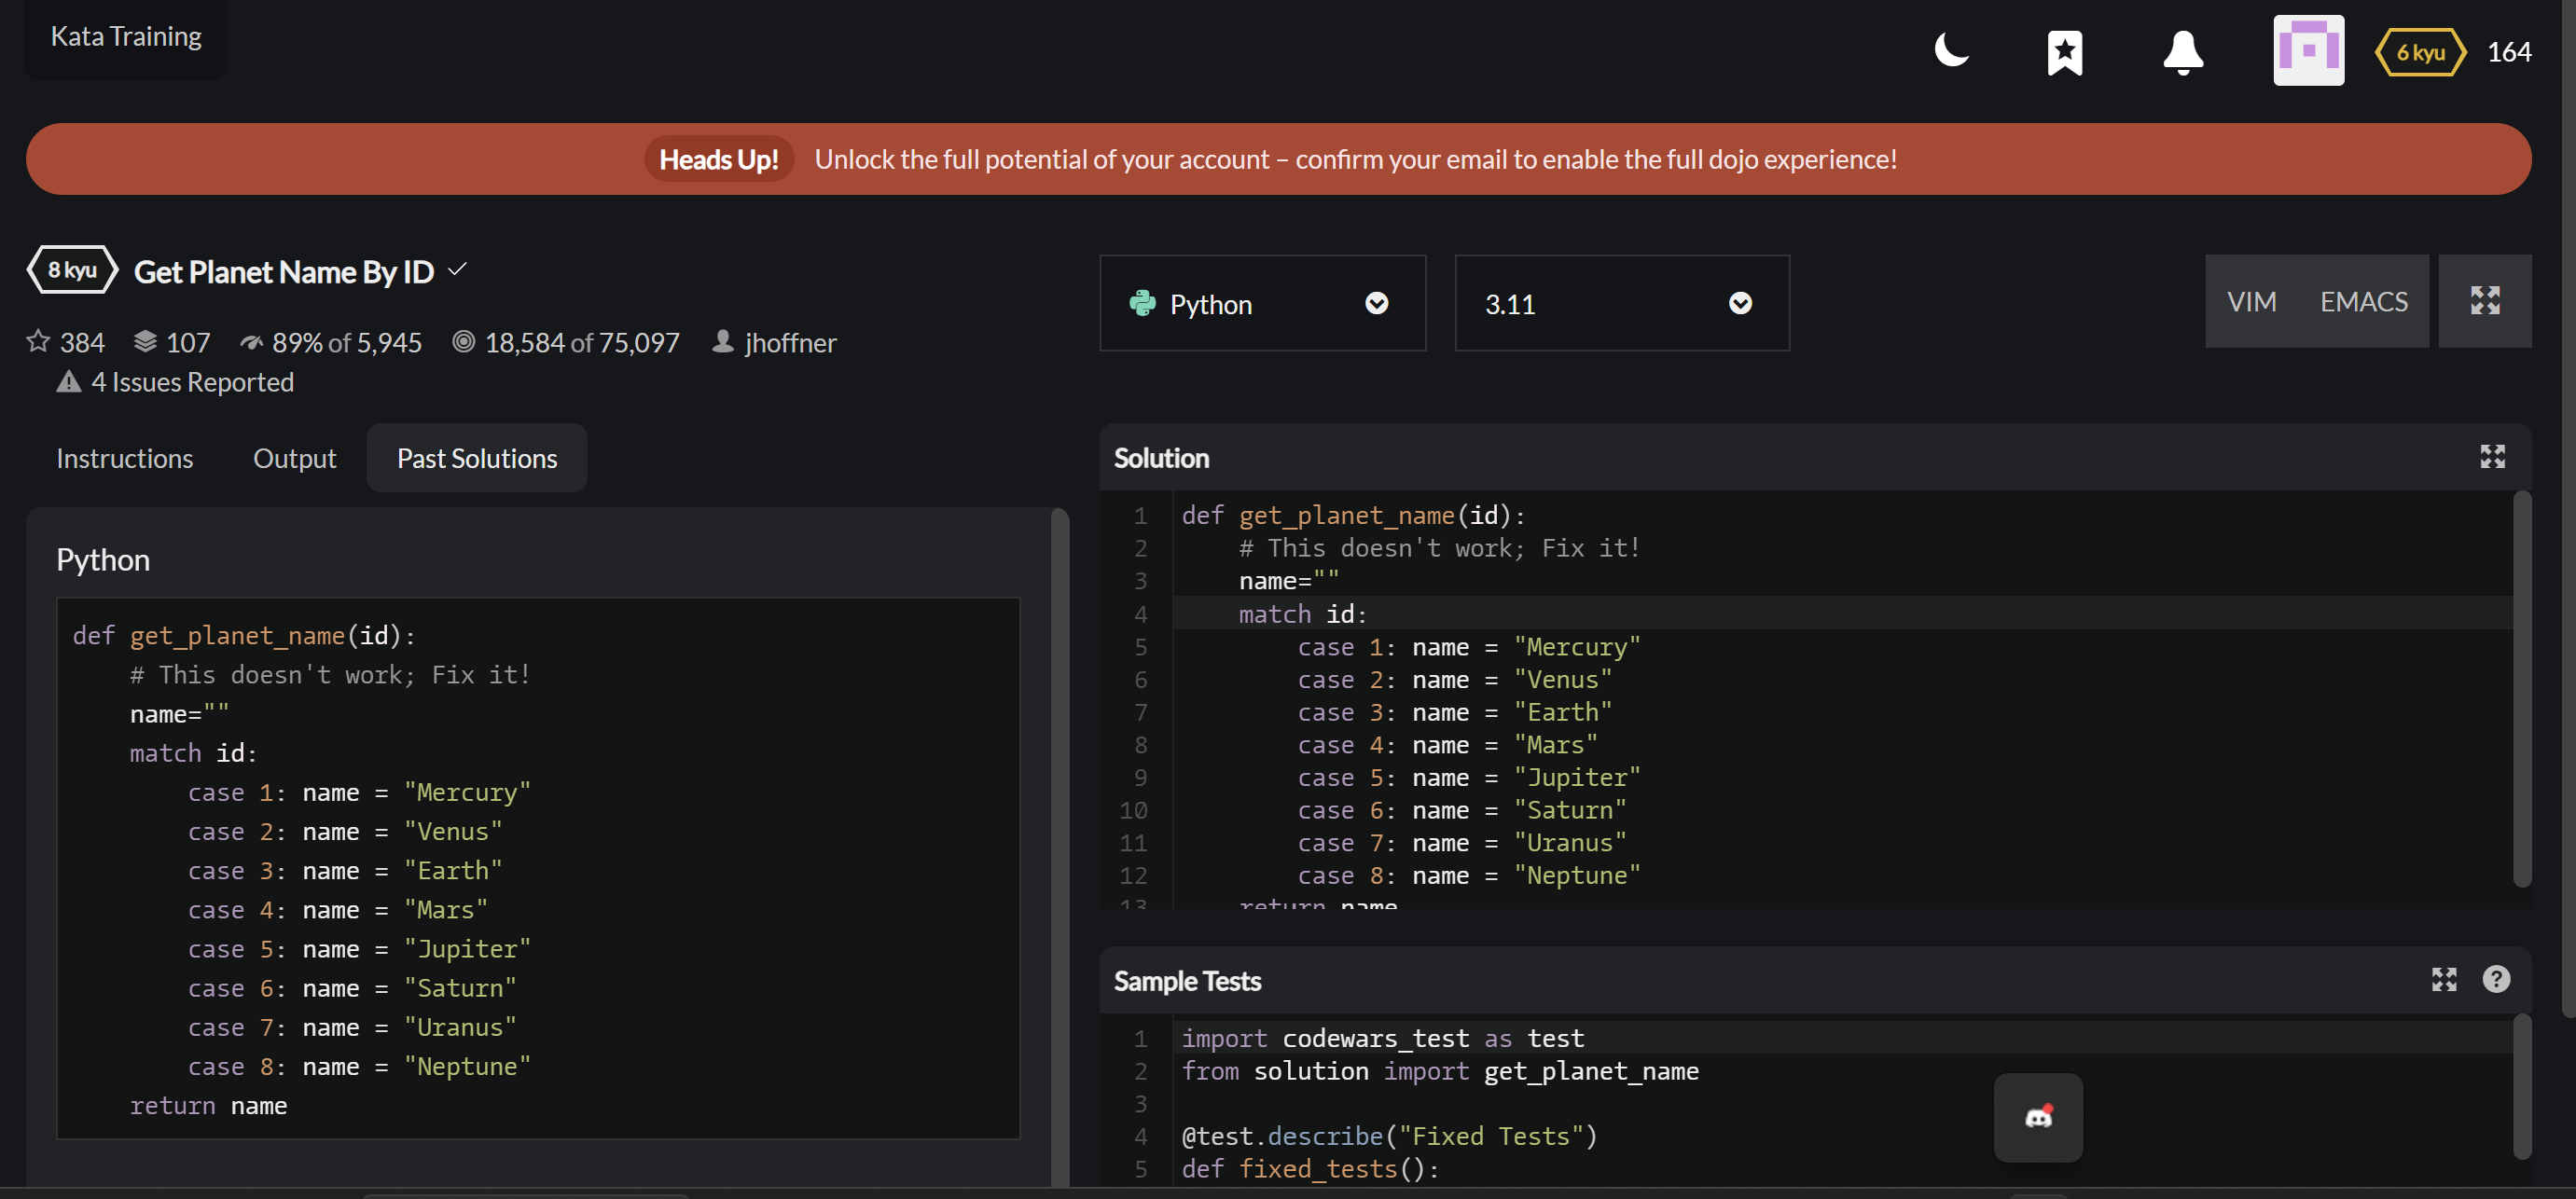 Kata Training
6 kyu 164
Heads Up! Unlock the full potential of your account – confirm your email to enable the full dojo experience!
8 kyu Get Planet Name By ID
384 107 89% of 5,945 18,584 of 75,097 jhoffner
4 Issues Reported
Python 3.11 VIM EMACS
Instructions Output Past Solutions
Python
def get_planet_name(id):
    # This doesn't work; Fix it!
    name=""
    match id:
        case 1: name = "Mercury"
        case 2: name = "Venus"
        case 3: name = "Earth"
        case 4: name = "Mars"
        case 5: name = "Jupiter"
        case 6: name = "Saturn"
        case 7: name = "Uranus"
        case 8: name = "Neptune"
    return name
Solution
1 def get_planet_name(id):
2     # This doesn't work; Fix it!
3     name=""
4     match id:
5         case 1: name = "Mercury"
6         case 2: name = "Venus"
7         case 3: name = "Earth"
8         case 4: name = "Mars"
9         case 5: name = "Jupiter"
10         case 6: name = "Saturn"
11         case 7: name = "Uranus"
12         case 8: name = "Neptune"
13     return name
Sample Tests
1 import codewars_test as test
2 from solution import get_planet_name
3
4 @test.describe("Fixed Tests")
5 def fixed_tests():